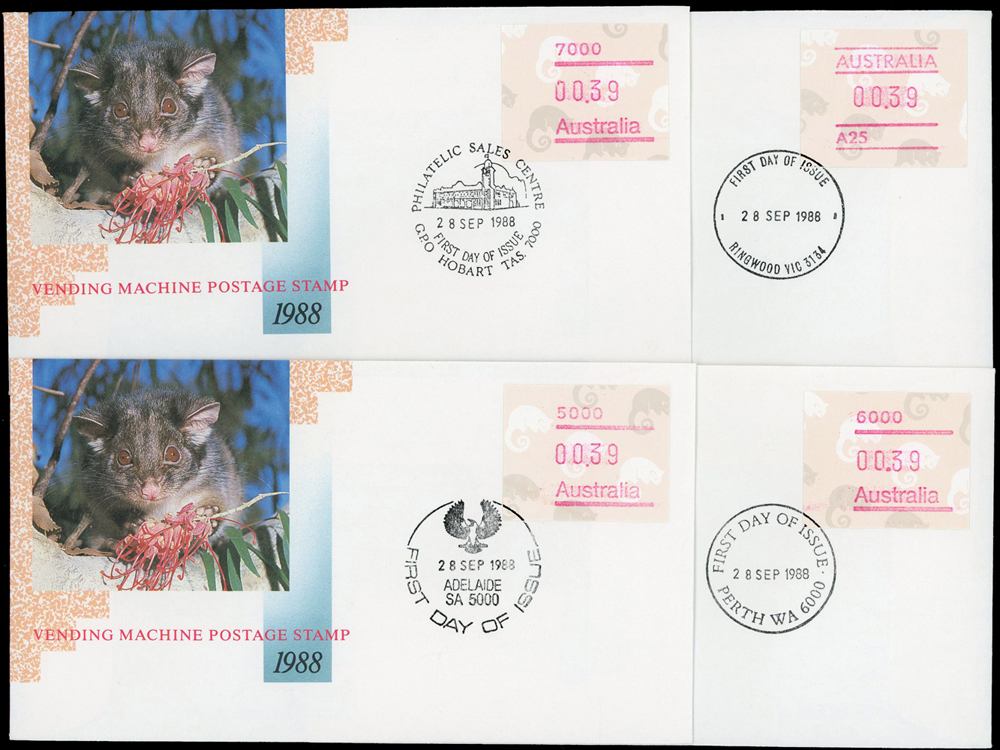 7000
00.39
Australia
PHILATELIC SALES CENTRE
28 SEP 1988
FIRST DAY OF ISSUE
G.P.O HOBART TAS. 7000
VENDING MACHINE POSTAGE STAMP
1988
AUSTRALIA
00.39
A25
FIRST DAY OF ISSUE
28 SEP 1988
RINGWOOD VIC 3134
5000
00.39
Australia
28 SEP 1988
ADELAIDE
SA 5000
FIRST DAY OF ISSUE
VENDING MACHINE POSTAGE STAMP
1988
6000
00.39
Australia
FIRST DAY OF ISSUE
28 SEP 1988
PERTH WA 6000